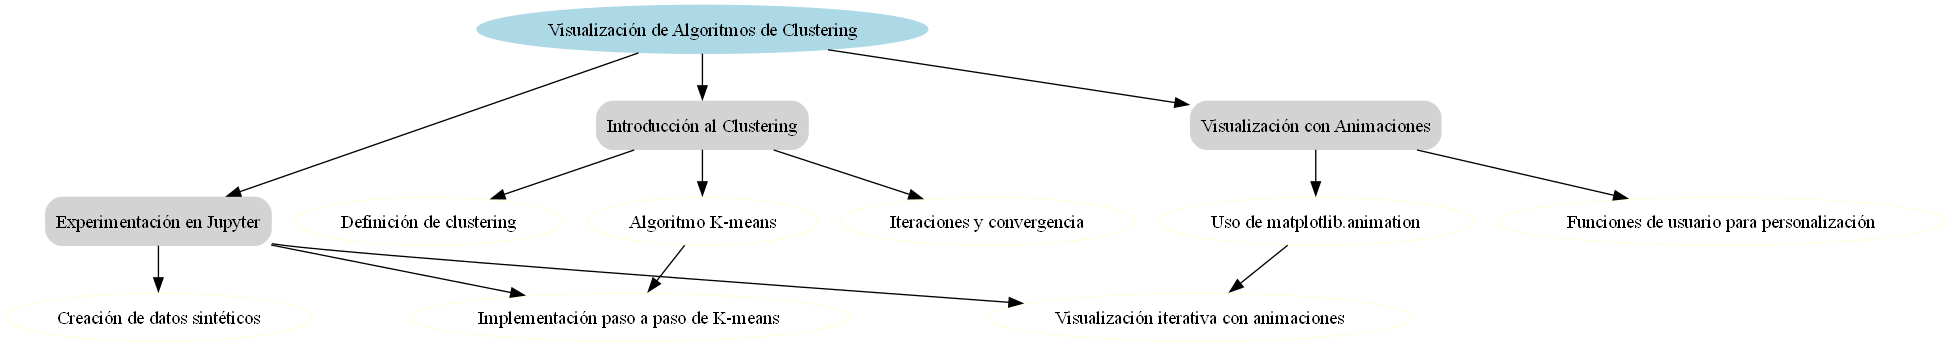 Visualización de Algoritmos de Clustering
Introducción al Clustering
Visualización con Animaciones
Experimentación en Jupyter
Definición de clustering
Algoritmo K-means
Iteraciones y convergencia
Uso de matplotlib.animation
Funciones de usuario para personalización
Creación de datos sintéticos
Implementación paso a paso de K-means
Visualización iterativa con animaciones